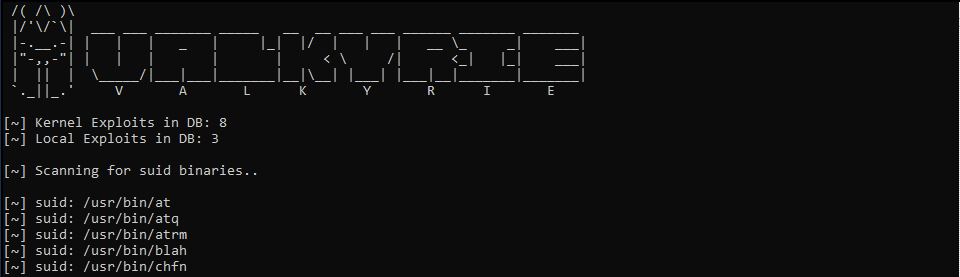 VALKYRIE
V A L K Y R I E
[~] Kernel Exploits in DB: 8
[~] Local Exploits in DB: 3
[~] Scanning for suid binaries..
[~] suid: /usr/bin/at
[~] suid: /usr/bin/atq
[~] suid: /usr/bin/atrm
[~] suid: /usr/bin/blah
[~] suid: /usr/bin/chfn